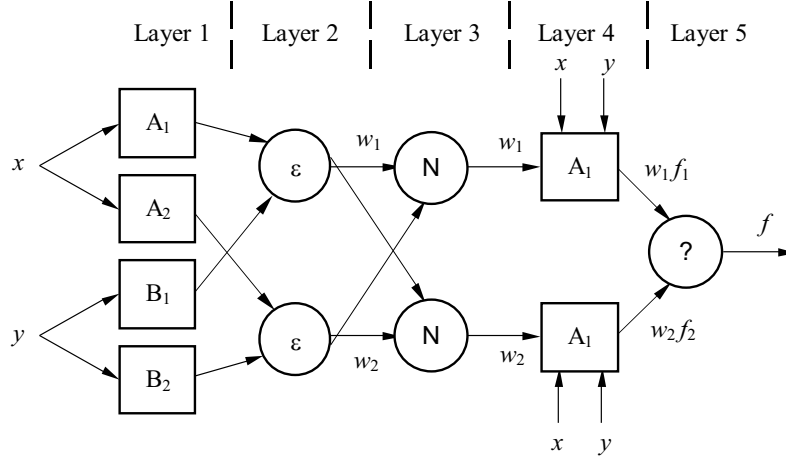 Layer 1
Layer 2
Layer 3
Layer 4
Layer 5
x
y
A1
w1
w1
w1f1
x
ε
N
A1
A2
f
?
B1
y
ε
N
A1
w2f2
B2
w2
w2
x
y